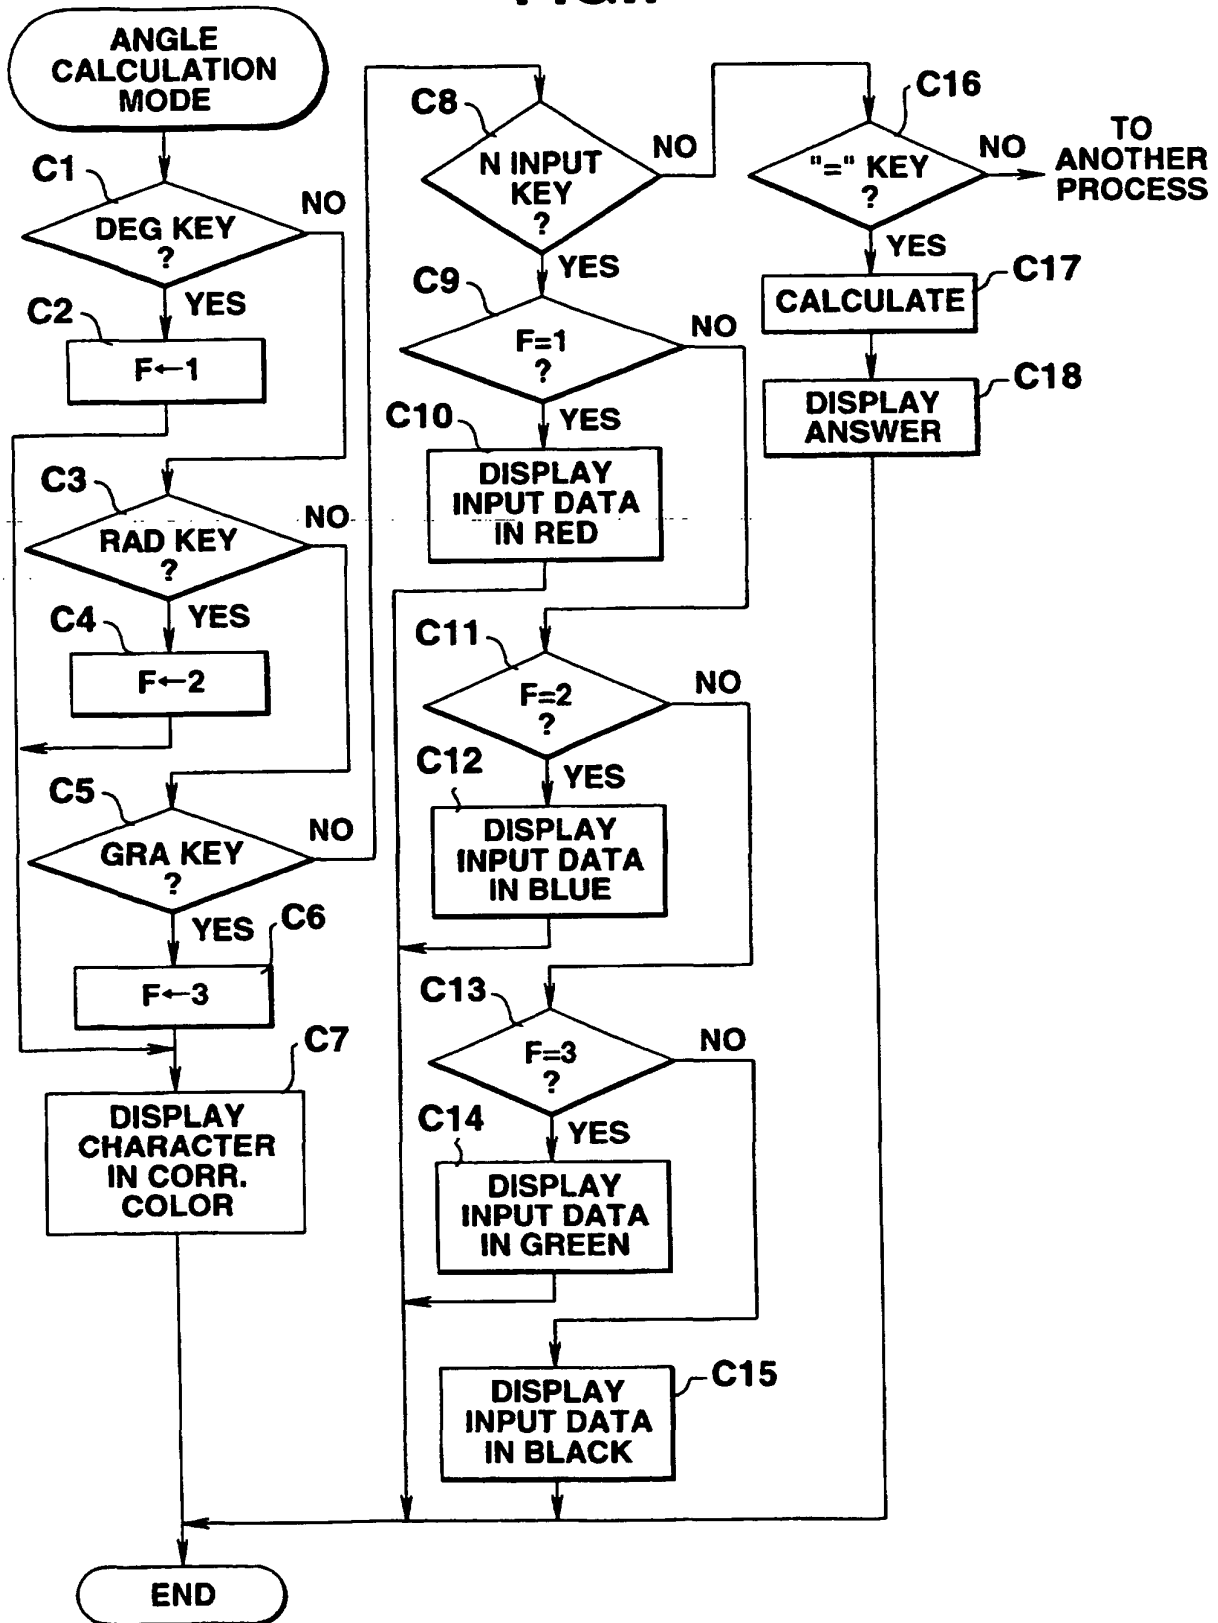 ANGLE
CALCULATION
MODE
C1
DEG KEY
?
NO
YES
C2
F←1
C3
RAD KEY
?
NO
YES
C4
F←2
C5
GRA KEY
?
NO
YES
C6
F←3
C7
DISPLAY
CHARACTER
IN CORR.
COLOR
END
C8
N INPUT
KEY
?
NO
YES
C9
F=1
?
NO
YES
C10
DISPLAY
INPUT DATA
IN RED
C11
F=2
?
NO
YES
C12
DISPLAY
INPUT DATA
IN BLUE
C13
F=3
?
NO
YES
C14
DISPLAY
INPUT DATA
IN GREEN
C15
DISPLAY
INPUT DATA
IN BLACK
C16
"=" KEY
?
NO
TO
ANOTHER
PROCESS
YES
C17
CALCULATE
C18
DISPLAY
ANSWER